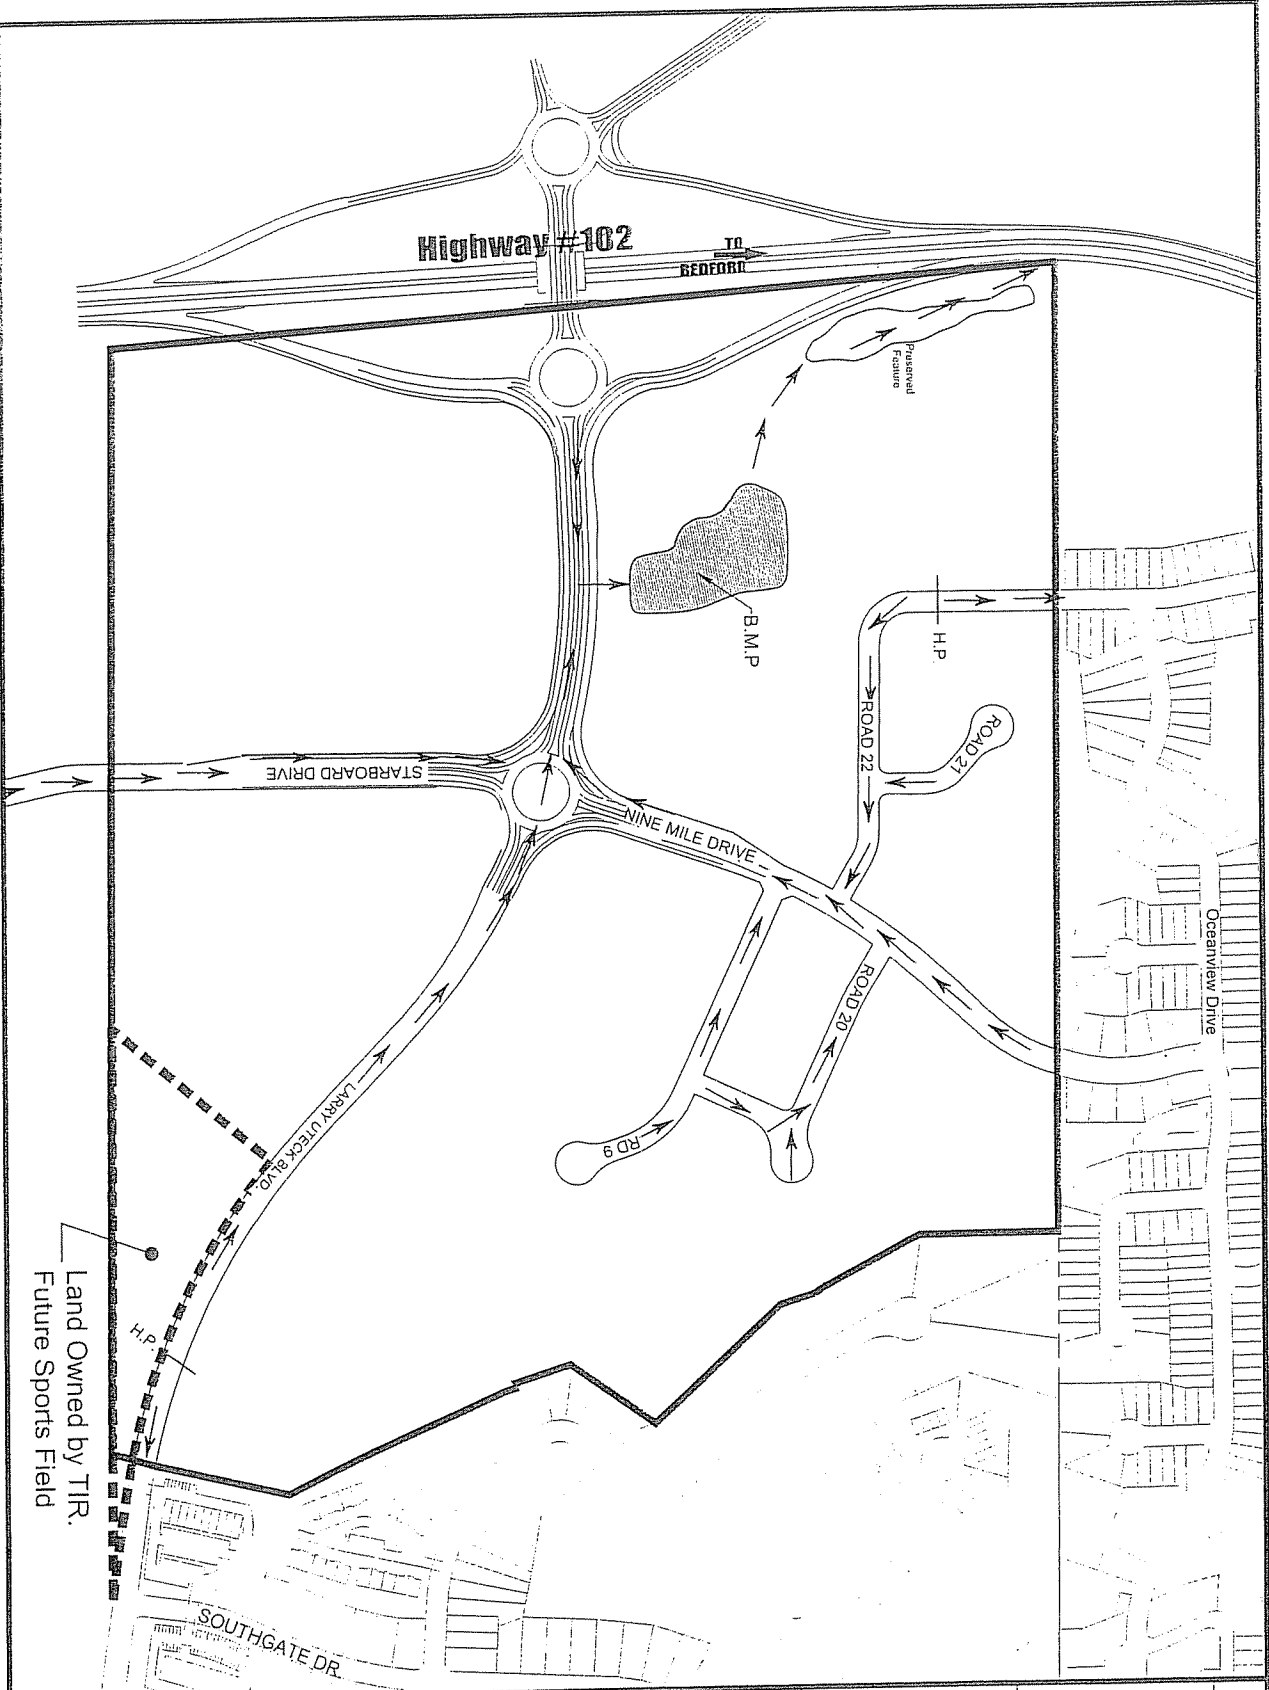 Highway #102
TO
BEDFORD
Preserved
Feature
B.M.P
H.P.
ROAD 22
ROAD 21
STARBOARD DRIVE
NINE MILE DRIVE
Oceanview Drive
ROAD 20
RD 9
LARRY UTECK BLVD.
H.P.
Land Owned by TIR.
Future Sports Field
SOUTHGATE DR